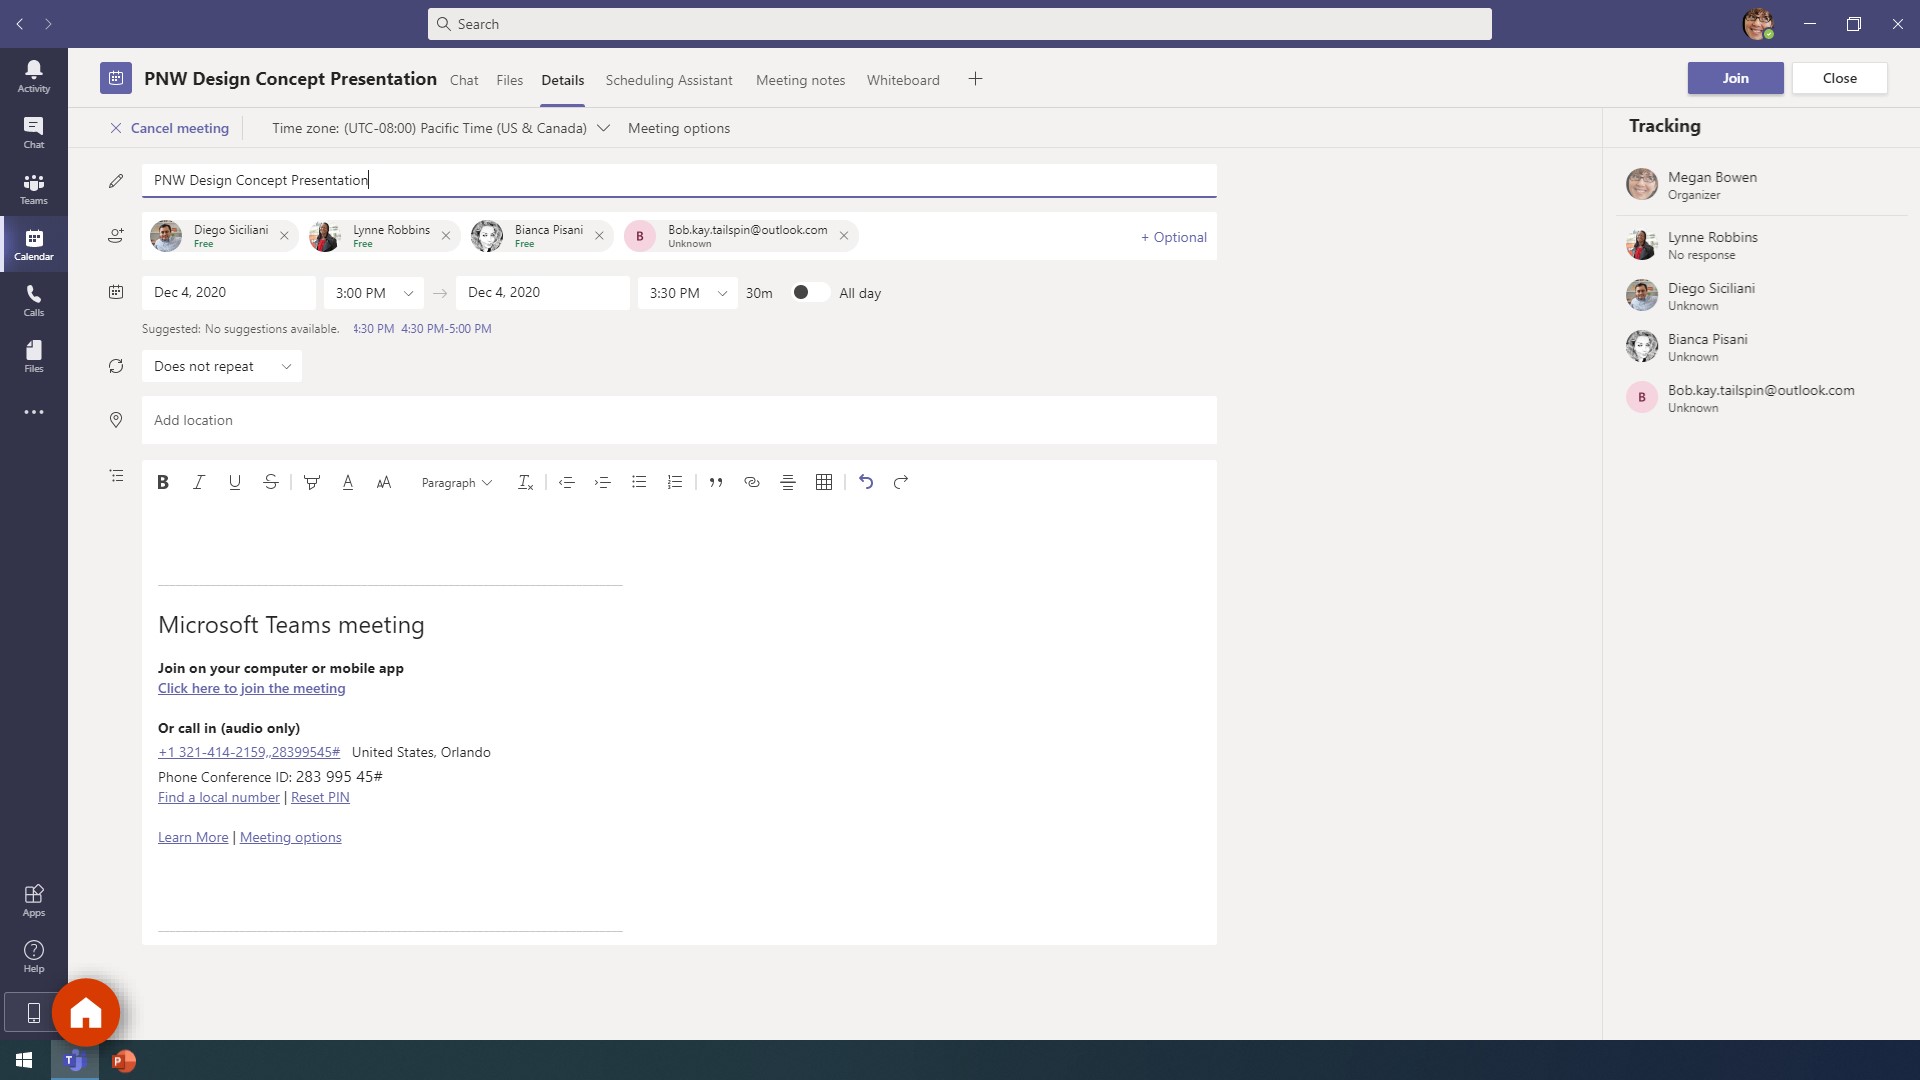 Search
Activity
Chat
Teams
Calendar
Calls
Files
Apps
Help
PNW Design Concept Presentation Chat Files Details Scheduling Assistant Meeting notes Whiteboard
Join Close
Cancel meeting Time zone: (UTC-08:00) Pacific Time (US & Canada) Meeting options
PNW Design Concept Presentation
Diego Siciliani Lynne Robbins Bianca Pisani B Bob.kay.tailspin@outlook.com + Optional
Free Free Free Unknown
Dec 4, 2020 3:00 PM Dec 4, 2020 3:30 PM 30m All day
Suggested: No suggestions available. 4:30 PM 4:30 PM-5:00 PM
Does not repeat
Add location
B I U S A AA Paragraph Tx
Microsoft Teams meeting
Join on your computer or mobile app
Click here to join the meeting
Or call in (audio only)
+1 321-414-2159,,28399545# United States, Orlando
Phone Conference ID: 283 995 45#
Find a local number | Reset PIN
Learn More | Meeting options
Tracking
Megan Bowen
Organizer
Lynne Robbins
No response
Diego Siciliani
Unknown
Bianca Pisani
Unknown
B Bob.kay.tailspin@outlook.com
Unknown
T P